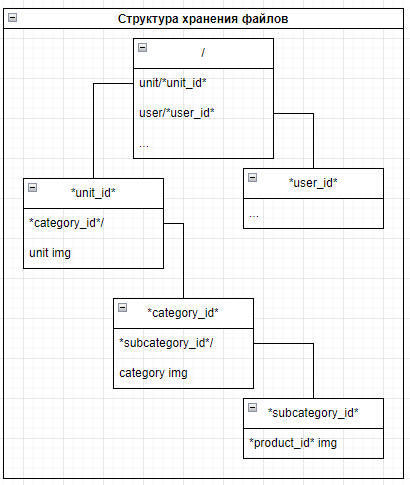 Структура хранения файлов
/
unit/*unit_id*
user/*user_id*
...
*unit_id*
*category_id*/
unit img
*user_id*
...
*category_id*
*subcategory_id*/
category img
*subcategory_id*
*product_id* img